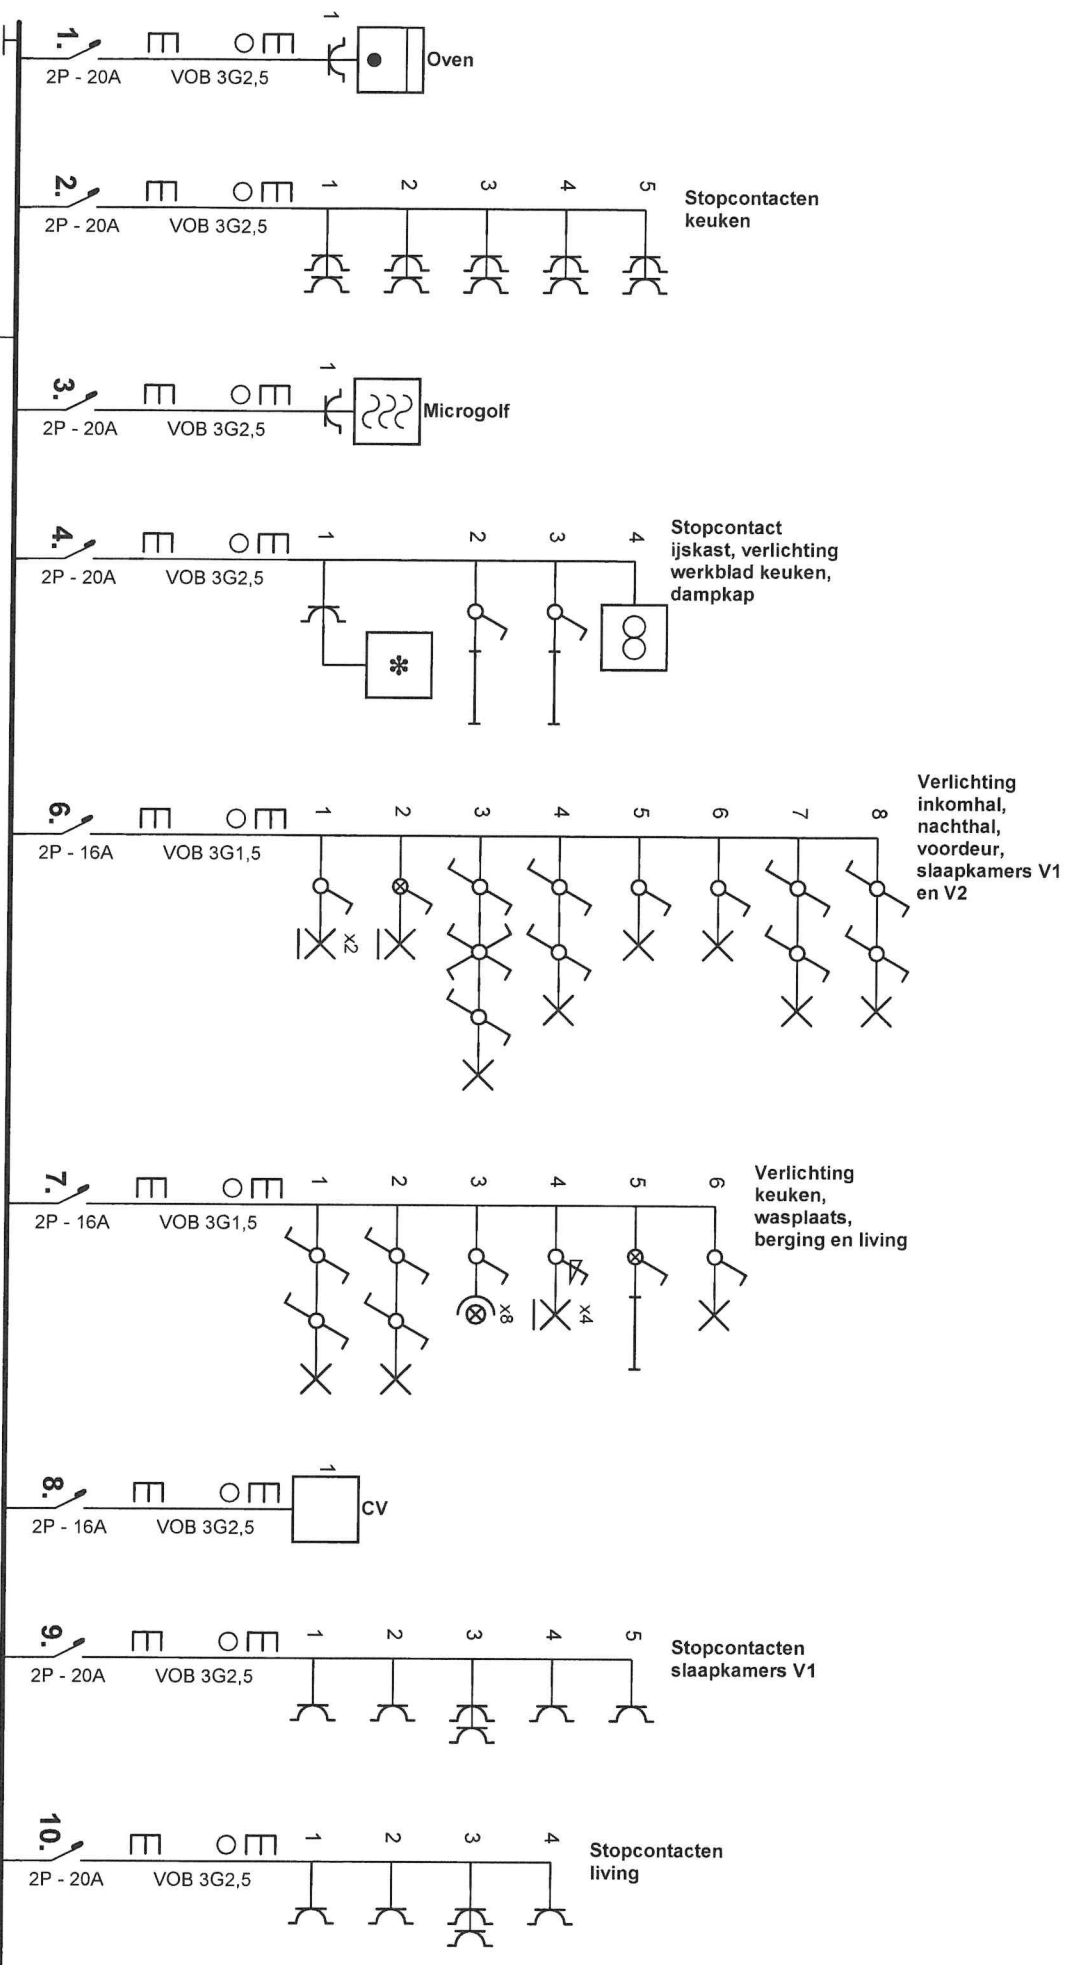 1.
1
Oven
2P - 20A
VOB 3G2,5
2.
1
2
3
4
5
Stopcontacten
keuken
2P - 20A
VOB 3G2,5
3.
1
Microgolf
2P - 20A
VOB 3G2,5
4.
1
2
3
4
Stopcontact
ijskast, verlichting
werkblad keuken,
dampkap
2P - 20A
VOB 3G2,5
6.
1
2
3
4
5
6
7
8
Verlichting
inkomhal,
nachthal,
voordeur,
slaapkamers V1
en V2
2P - 16A
VOB 3G1,5
x2
7.
1
2
3
4
5
6
Verlichting
keuken,
wasplaats,
berging en living
2P - 16A
VOB 3G1,5
x8
x4
8.
1
CV
2P - 16A
VOB 3G2,5
9.
1
2
3
4
5
Stopcontacten
slaapkamers V1
2P - 20A
VOB 3G2,5
10.
1
2
3
4
Stopcontacten
living
2P - 20A
VOB 3G2,5